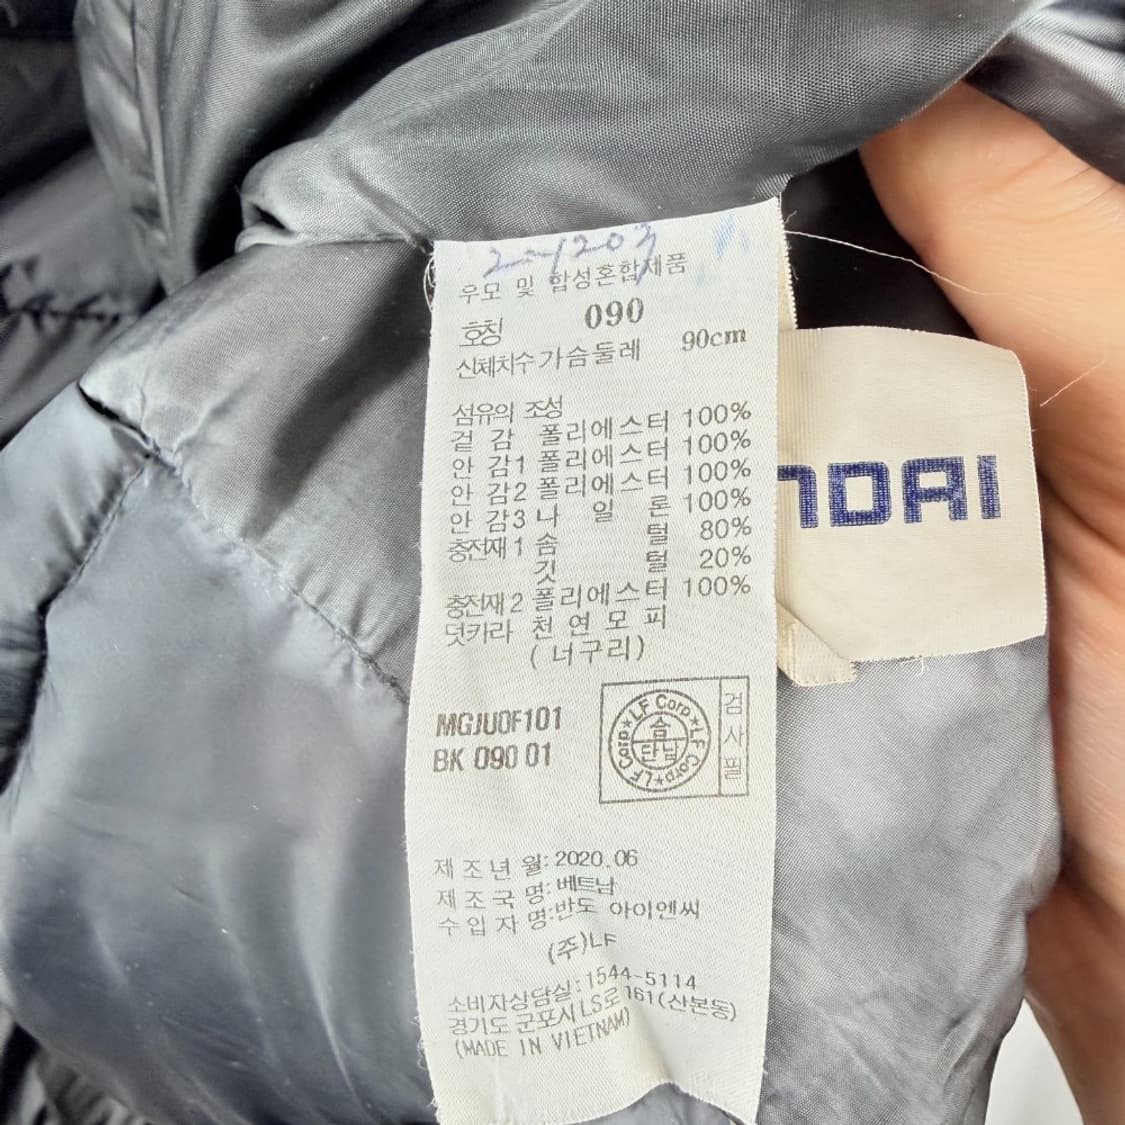 우모 및 합성혼합제품
호칭 090
신체치수 가슴둘레 90cm
섬유의 조성
겉 감 폴리에스터 100%
안 감1 폴리에스터 100%
안 감2 폴리에스터 100%
안 감3 나 일 론 100%
충전재 1 솜 털 80%
깃 털 20%
충전재 2 폴리에스터 100%
덧카라 천 연 모 피
( 너구리)
MGJU0F101
BK 090 01
LF Corp★LF Corp★LF Corp★
솜
단남
검사필
제 조 년 월: 2020.06
제 조 국 명: 베트남
수 입 자 명:반도 아이앤씨
(주)LF
소비자상담실:1544-5114
경기도 군포시 LS로 161(산본동)
(MADE IN VIETNAM)
NDAI